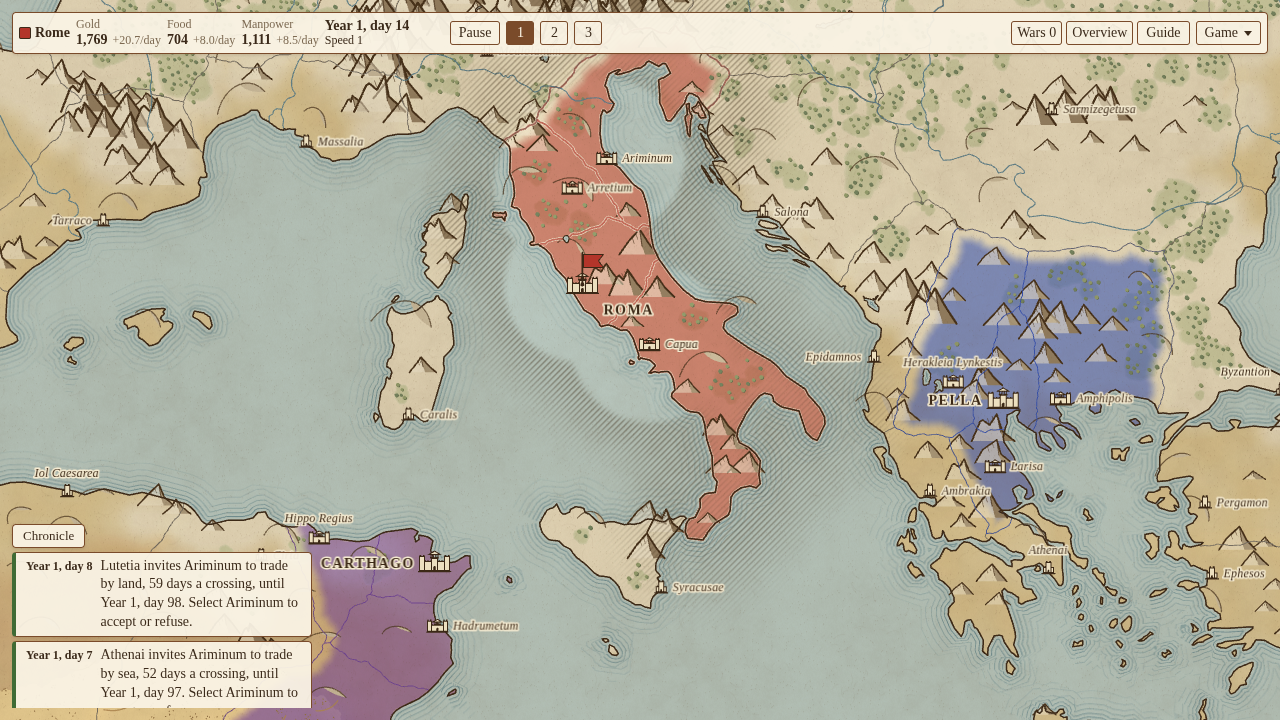 Rome
Gold
1,769 +20.7/day
Food
704 +8.0/day
Manpower
1,111 +8.5/day
Year 1, day 14
Speed 1
Pause
1
2
3
Wars 0
Overview
Guide
Game
Sarmizegetusa
Massalia
Ariminum
Arretium
Tarraco
Salona
ROMA
Capua
Epidamnos
Herakleia Lynkestis
Byzantion
PELLA
Amphipolis
Caralis
Larisa
Iol Caesarea
Ambrakia
Pergamon
Hippo Regius
CARTHAGO
Athenai
Ephesos
Syracusae
Hadrumetum
Chronicle
Year 1, day 8
Lutetia invites Ariminum to trade
by land, 59 days a crossing, until
Year 1, day 98. Select Ariminum to
accept or refuse.
Year 1, day 7
Athenai invites Ariminum to trade
by sea, 52 days a crossing, until
Year 1, day 97. Select Ariminum to